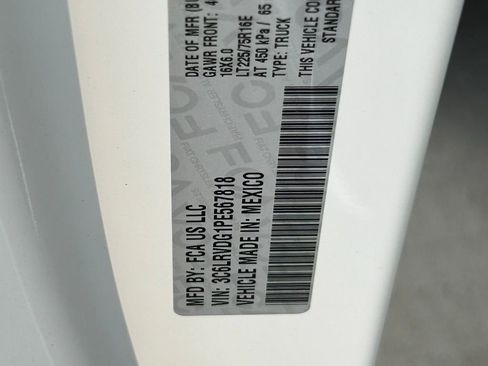 MFD BY: FCA US LLC
DATE OF MFR
GAWR FRONT
16X6.0
LT225/75R16E
AT 450 kPa / 65
TYPE: TRUCK
THIS VEHICLE CO
STANDAR
VIN: 3C6LRVDG1PE567818
VEHICLE MADE IN: MEXICO